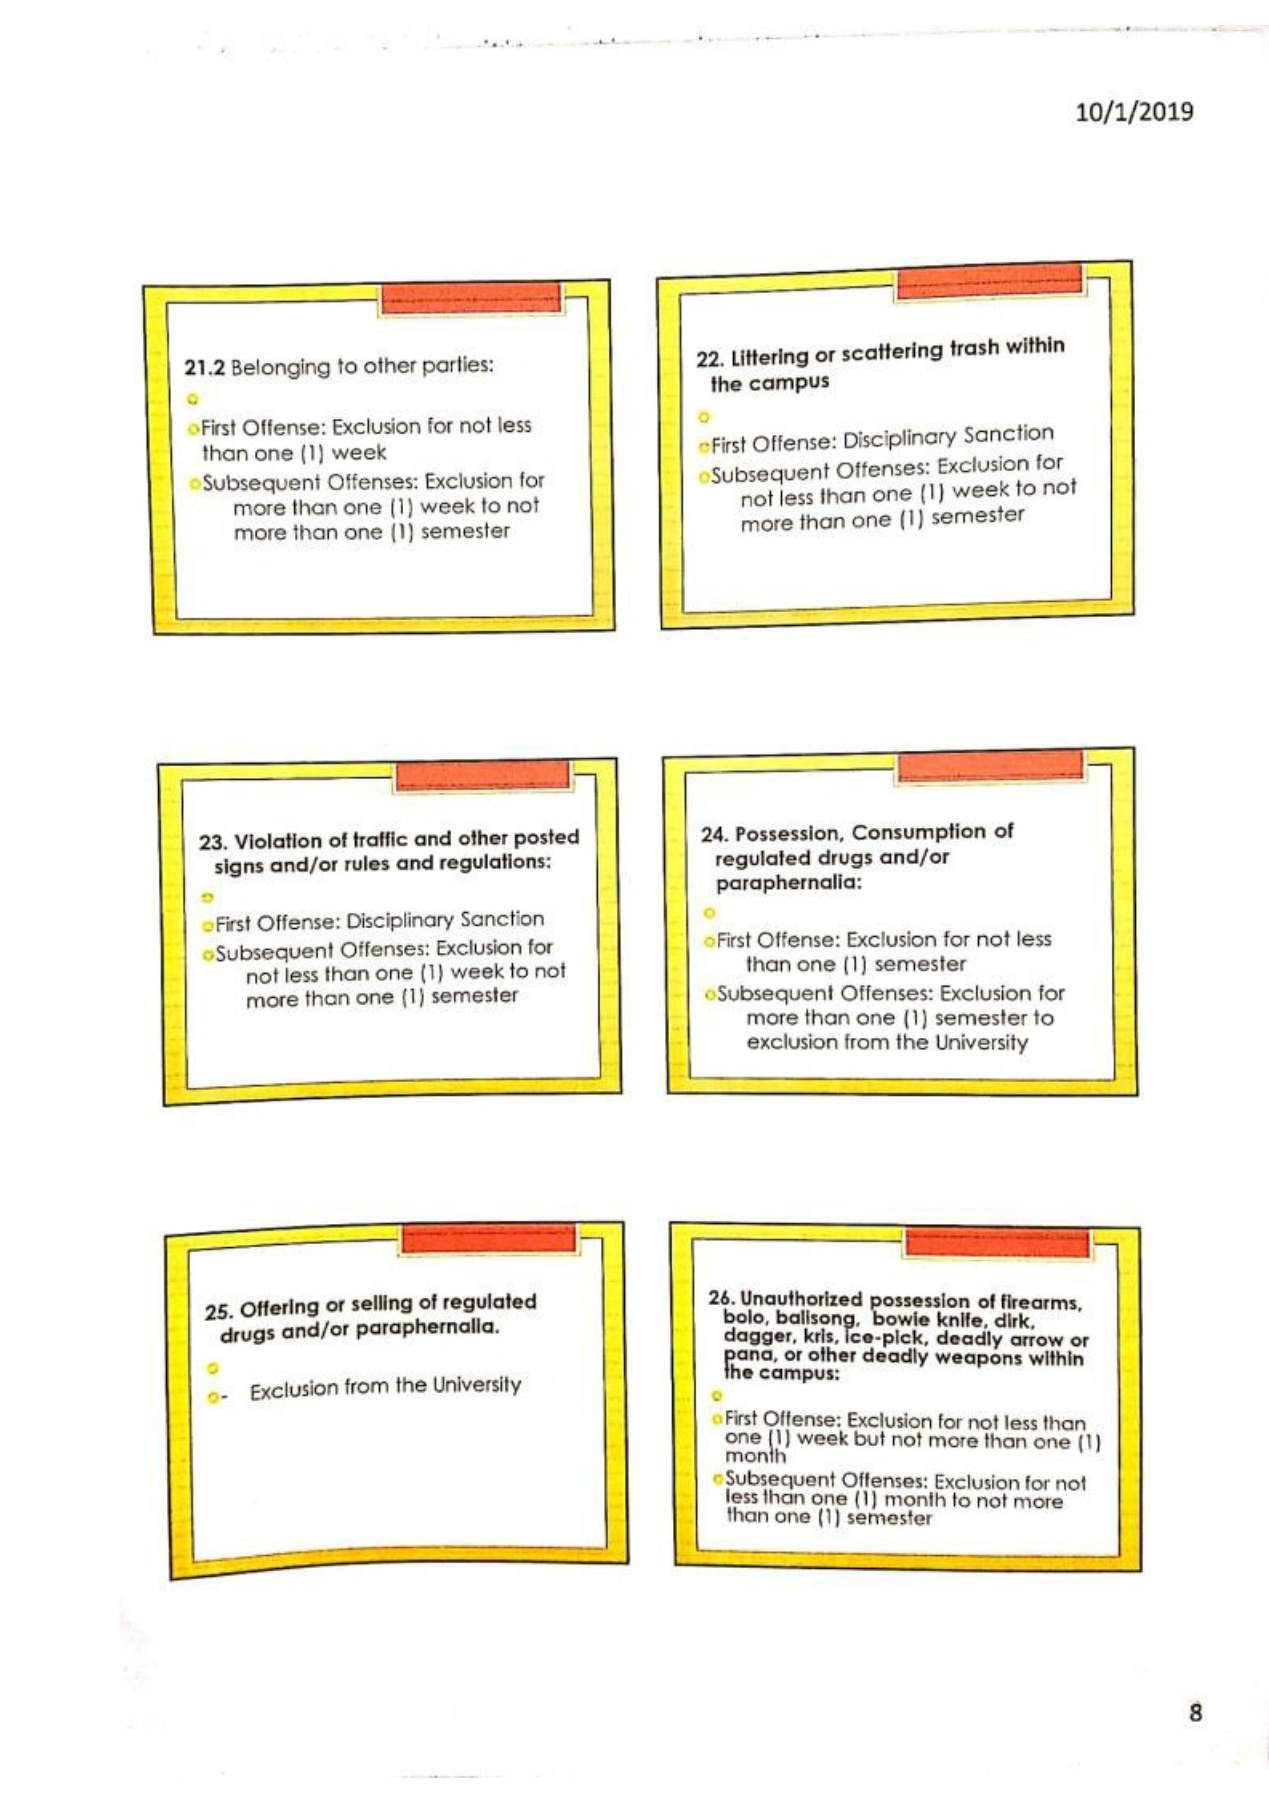 10/1/2019
21.2 Belonging to other parties:
First Offense: Exclusion for not less
than one (1) week
Subsequent Offenses: Exclusion for
more than one (1) week to not
more than one (1) semester
22. Littering or scattering trash within
the campus
First Offense: Disciplinary Sanction
Subsequent Offenses: Exclusion for
not less than one (1) week to not
more than one (1) semester
23. Violation of traffic and other posted
signs and/or rules and regulations:
First Offense: Disciplinary Sanction
Subsequent Offenses: Exclusion for
not less than one (1) week to not
more than one (1) semester
24. Possession, Consumption of
regulated drugs and/or
paraphernalia:
First Offense: Exclusion for not less
than one (1) semester
Subsequent Offenses: Exclusion for
more than one (1) semester to
exclusion from the University
25. Offering or selling of regulated
drugs and/or paraphernalia.
- Exclusion from the University
26. Unauthorized possession of firearms,
bolo, balisong, bowie knife, dirk,
dagger, kris, ice-pick, deadly arrow or
pana, or other deadly weapons within
the campus:
First Offense: Exclusion for not less than
one (1) week but not more than one (1)
month
Subsequent Offenses: Exclusion for not
less than one (1) month to not more
than one (1) semester
8